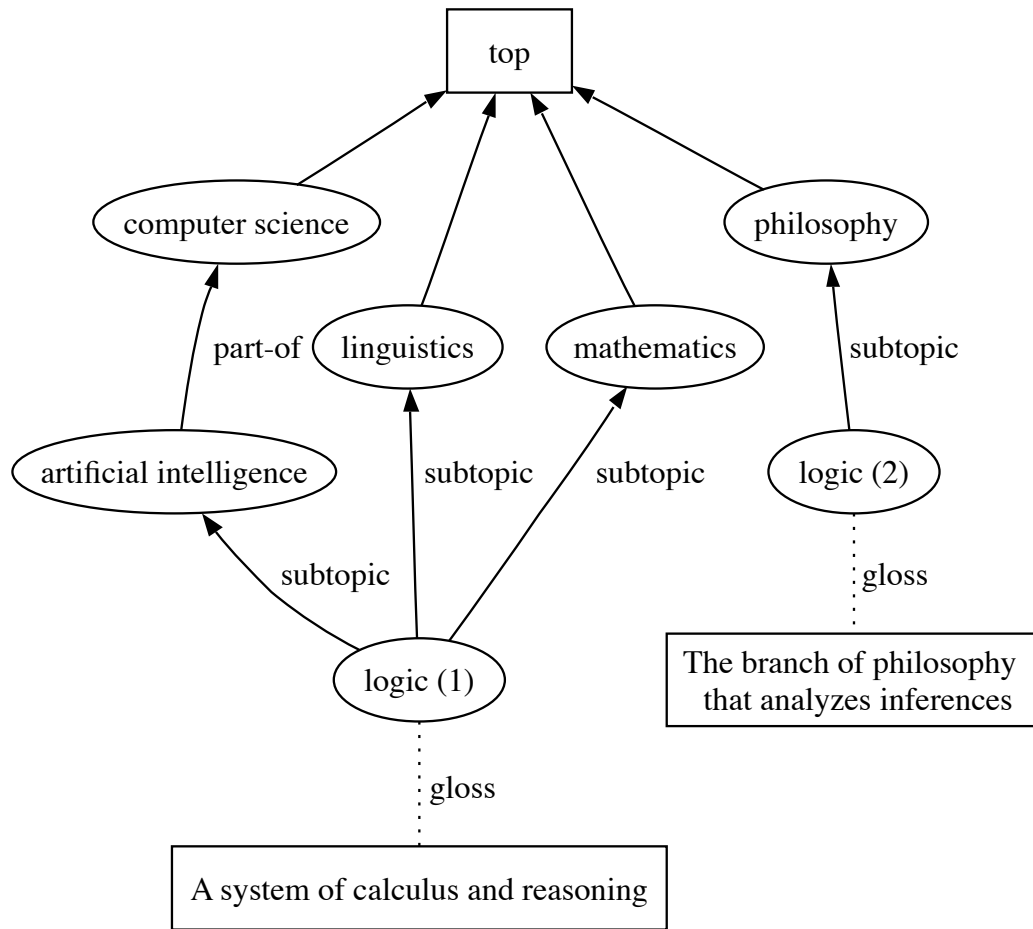 top
computer science
philosophy
part-of
linguistics
mathematics
subtopic
artificial intelligence
subtopic
subtopic
logic (2)
subtopic
gloss
logic (1)
The branch of philosophy
that analyzes inferences
gloss
A system of calculus and reasoning